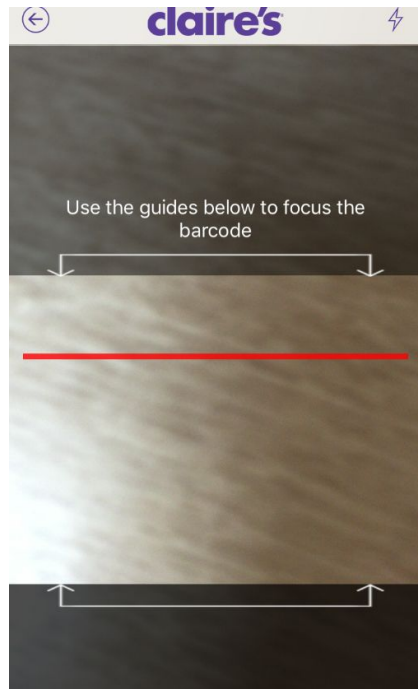 claire's
Use the guides below to focus the
barcode